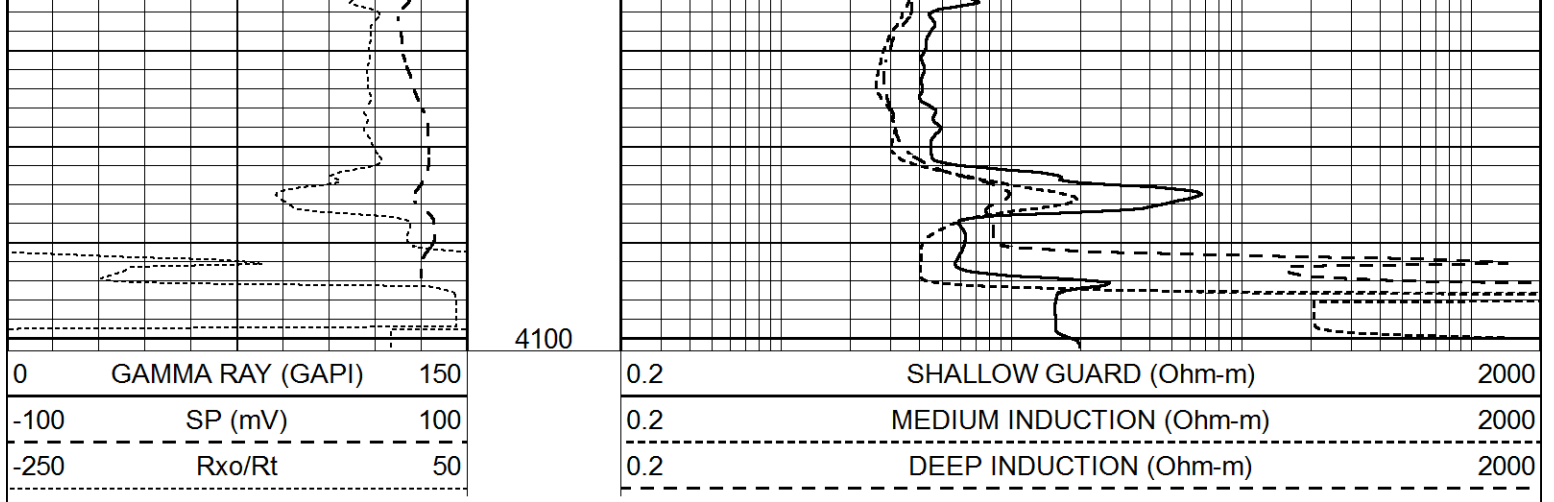 4100
0 GAMMA RAY (GAPI) 150 0.2 SHALLOW GUARD (Ohm-m) 2000
-100 SP (mV) 100 0.2 MEDIUM INDUCTION (Ohm-m) 2000
-250 Rxo/Rt 50 0.2 DEEP INDUCTION (Ohm-m) 2000